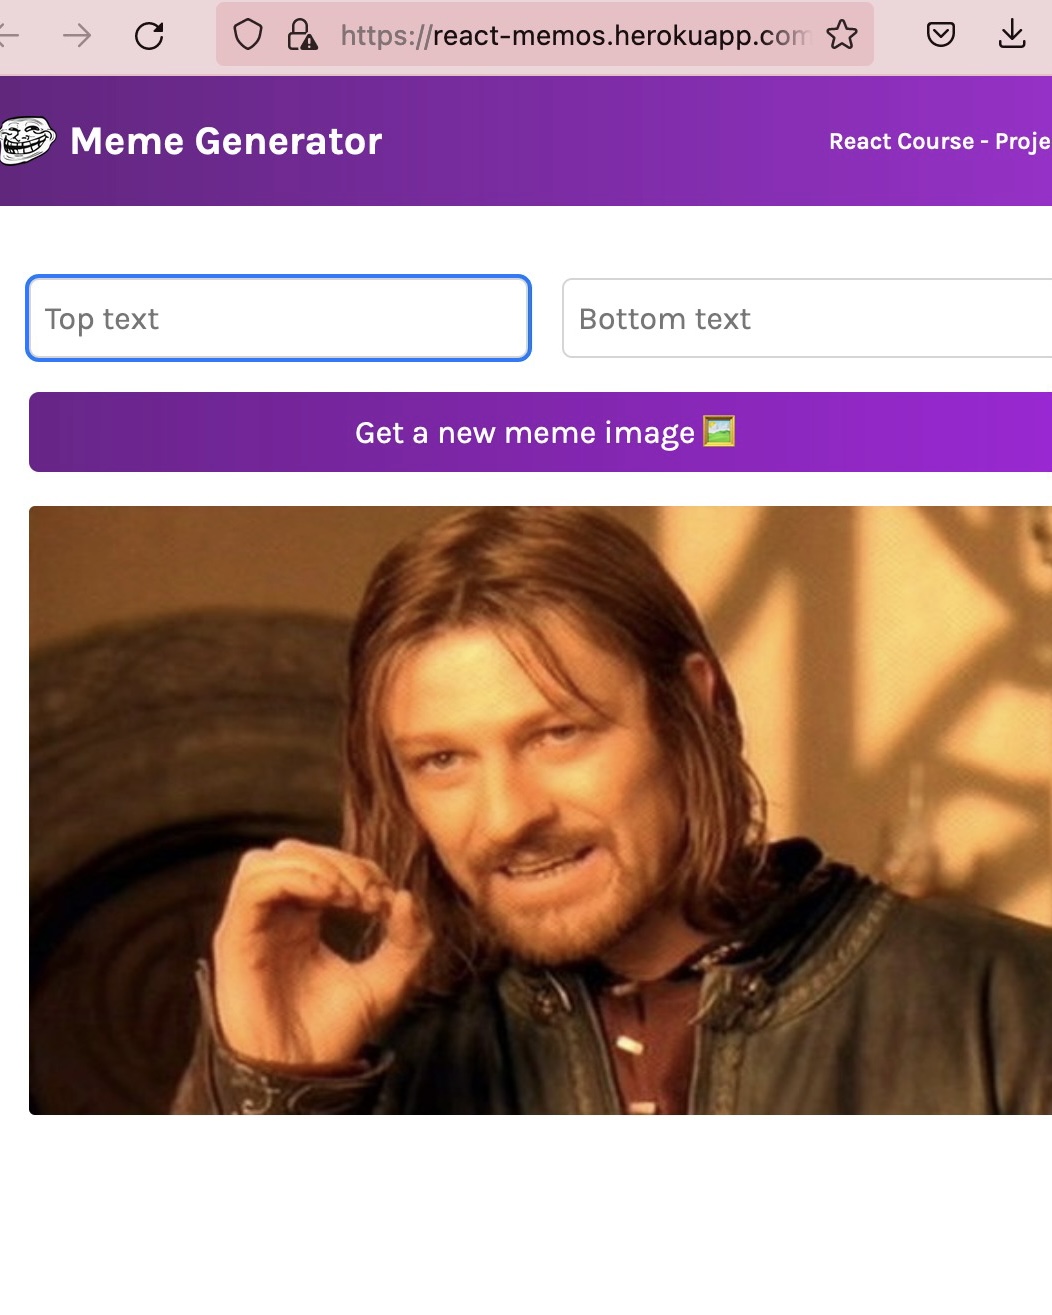 https://react-memos.herokuapp.com
Meme Generator
React Course - Proje
Top text
Bottom text
Get a new meme image